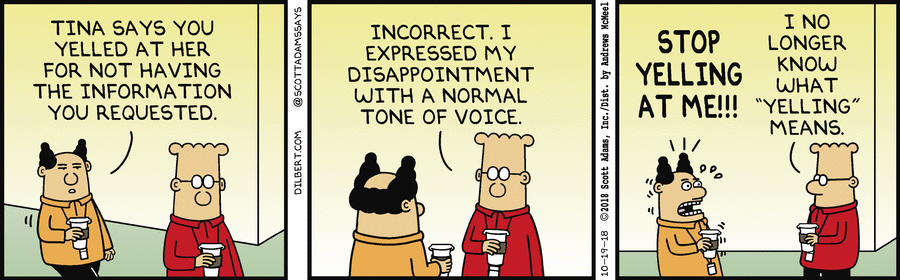 TINA SAYS YOU
YELLED AT HER
FOR NOT HAVING
THE INFORMATION
YOU REQUESTED.
DILBERT.COM @SCOTTADAMSSAYS
INCORRECT. I
EXPRESSED MY
DISAPPOINTMENT
WITH A NORMAL
TONE OF VOICE.
10-19-18 ©2018 Scott Adams, Inc./Dist. by Andrews McMeel
STOP
YELLING
AT ME!!!
I NO
LONGER
KNOW
WHAT
“YELLING”
MEANS.